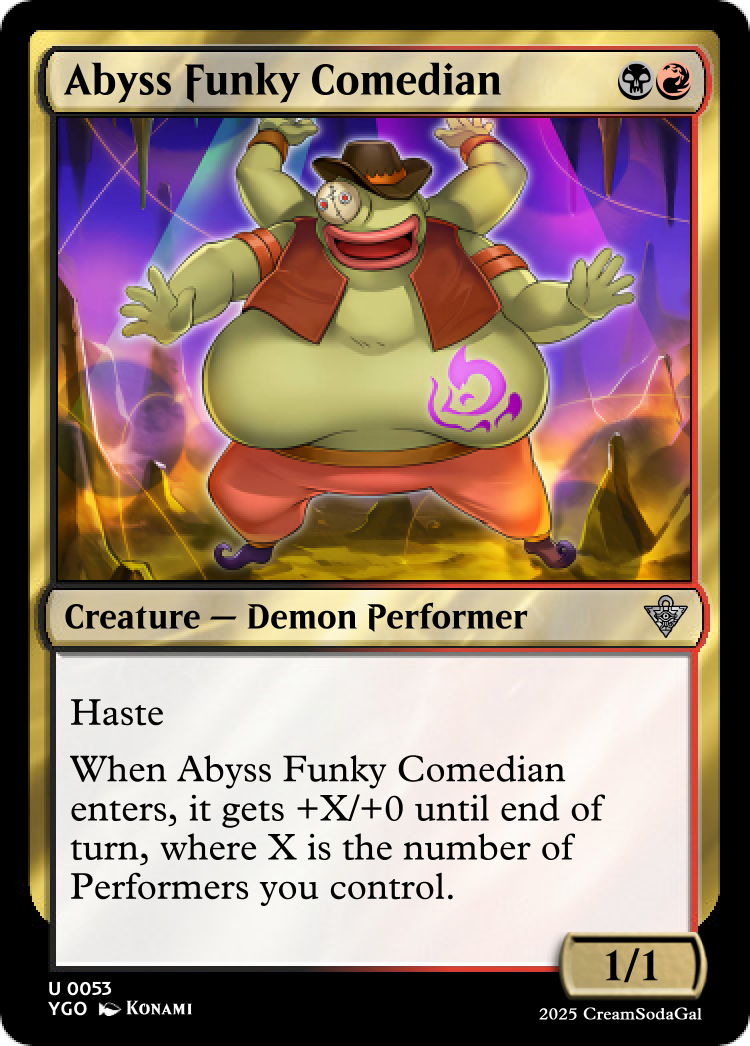 Abyss Funky Comedian
Creature — Demon Performer
Haste
When Abyss Funky Comedian
enters, it gets +X/+0 until end of
turn, where X is the number of
Performers you control.
1/1
U 0053
YGO KONAMI
2025 CreamSodaGal